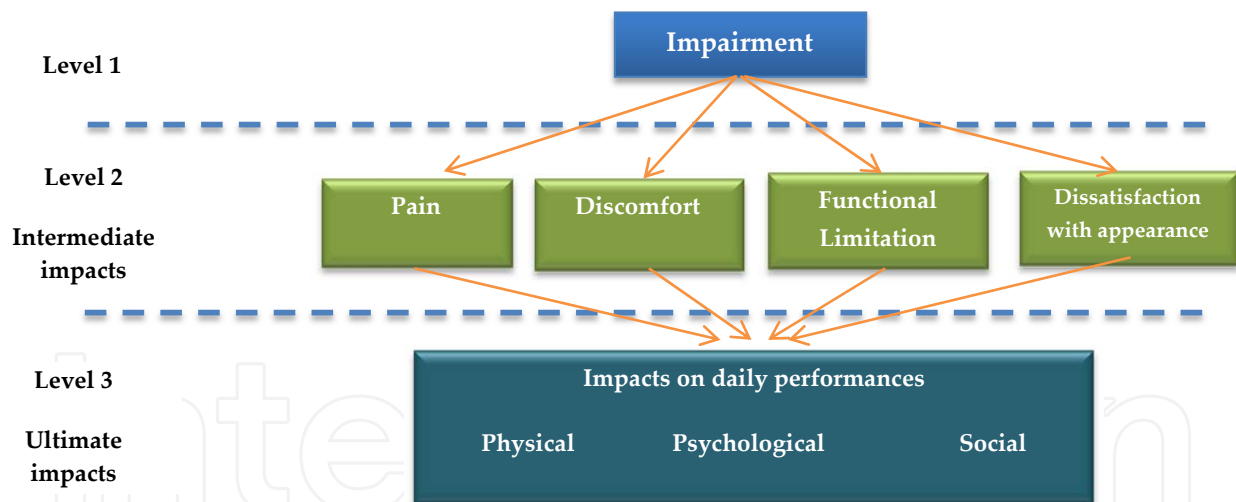 Level 1
Impairment
Level 2
Intermediate
impacts
Pain
Discomfort
Functional
Limitation
Dissatisfaction
with appearance
Level 3
Ultimate
impacts
Impacts on daily performances
Physical Psychological Social